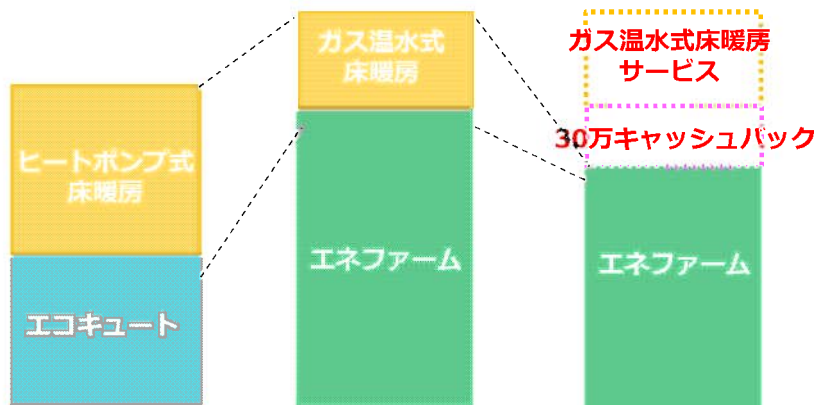 ヒートポンプ式
床暖房
エコキュート
ガス温水式
床暖房
エネファーム
ガス温水式床暖房
サービス
30万キャッシュバック
エネファーム